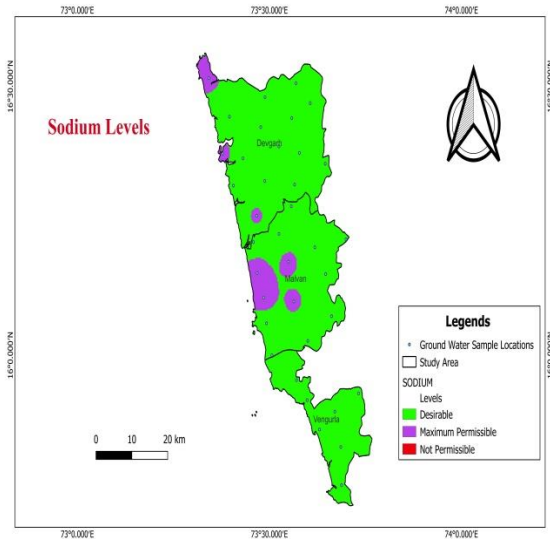 73°0.000'E 73°30.000'E 74°0.000'E
16°30.000'N
16°30.000'N
Sodium Levels
Devgad
Malvan
16°0.000'N
16°0.000'N
Vengurla
0 10 20 km
Legends
Ground Water Sample Locations
Study Area
SODIUM
Levels
Desirable
Maximum Permissible
Not Permissible
73°0.000'E 73°30.000'E 74°0.000'E